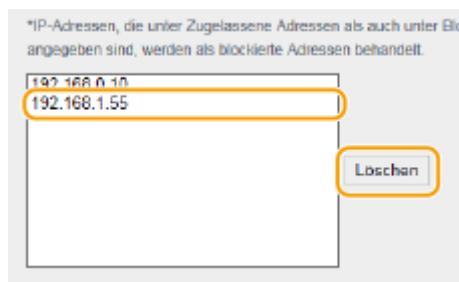 *IP-Adressen, die unter Zugelassene Adressen als auch unter
angegeben sind, werden als blockierte Adressen behandelt.
192.168.0.10
192.168.1.55
Löschen